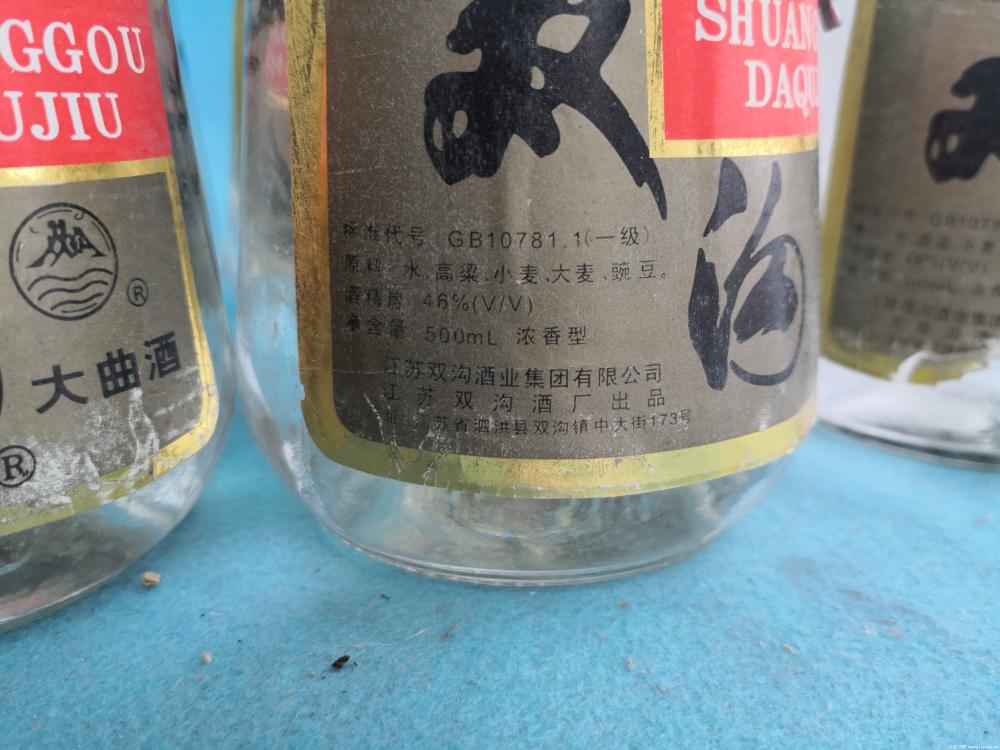 GGOU
UJIU
®
大曲酒
®
双沟
SHUANG
DAQU
标准代号 GB10781.1(一级)
原料 水、高粱、小麦、大麦、豌豆。
酒精度 46%(V/V)
净含量 500mL 浓香型
江苏双沟酒业集团有限公司
江苏双沟酒厂出品
址 江苏省泗洪县双沟镇中大街173号
GB10781